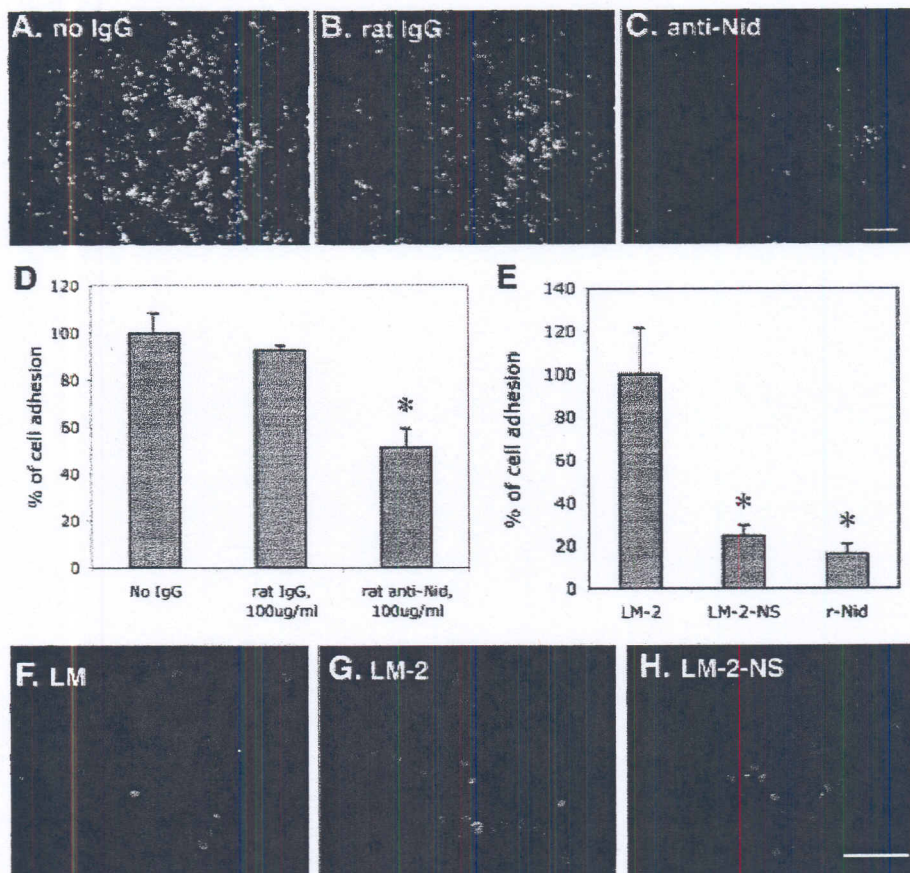 A. no IgG
B. rat IgG
C. anti-Nid
D
% of cell adhesion
120
100
80
60
40
20
0
*
No IgG
rat IgG, 100ug/ml
rat anti-Nid, 100ug/ml
E
% of cell adhesion
140
120
100
80
60
40
20
0
*
*
LM-2
LM-2-NS
r-Nid
F. LM
G. LM-2
H. LM-2-NS